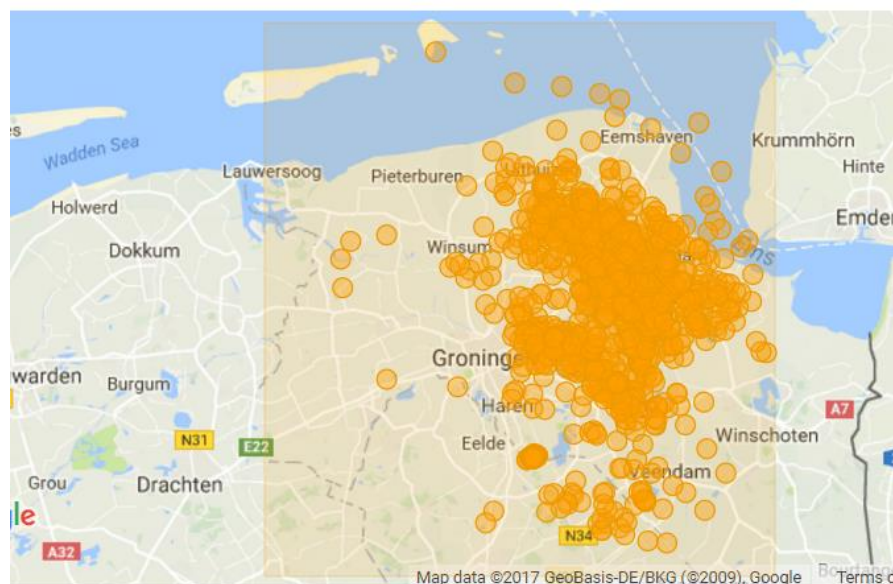 Eemshaven
Krummhörn
Wadden Sea
Lauwersoog
Pieterburen
Hinte
Holwerd
Emden
Dokkum
Winsum
Groninge
Burgum
Haren
A7
N31
E22
Eelde
Winschoten
Grou
Drachten
Veendam
N34
A32
Map data ©2017 GeoBasis-DE/BKG (©2009), Google
Terms